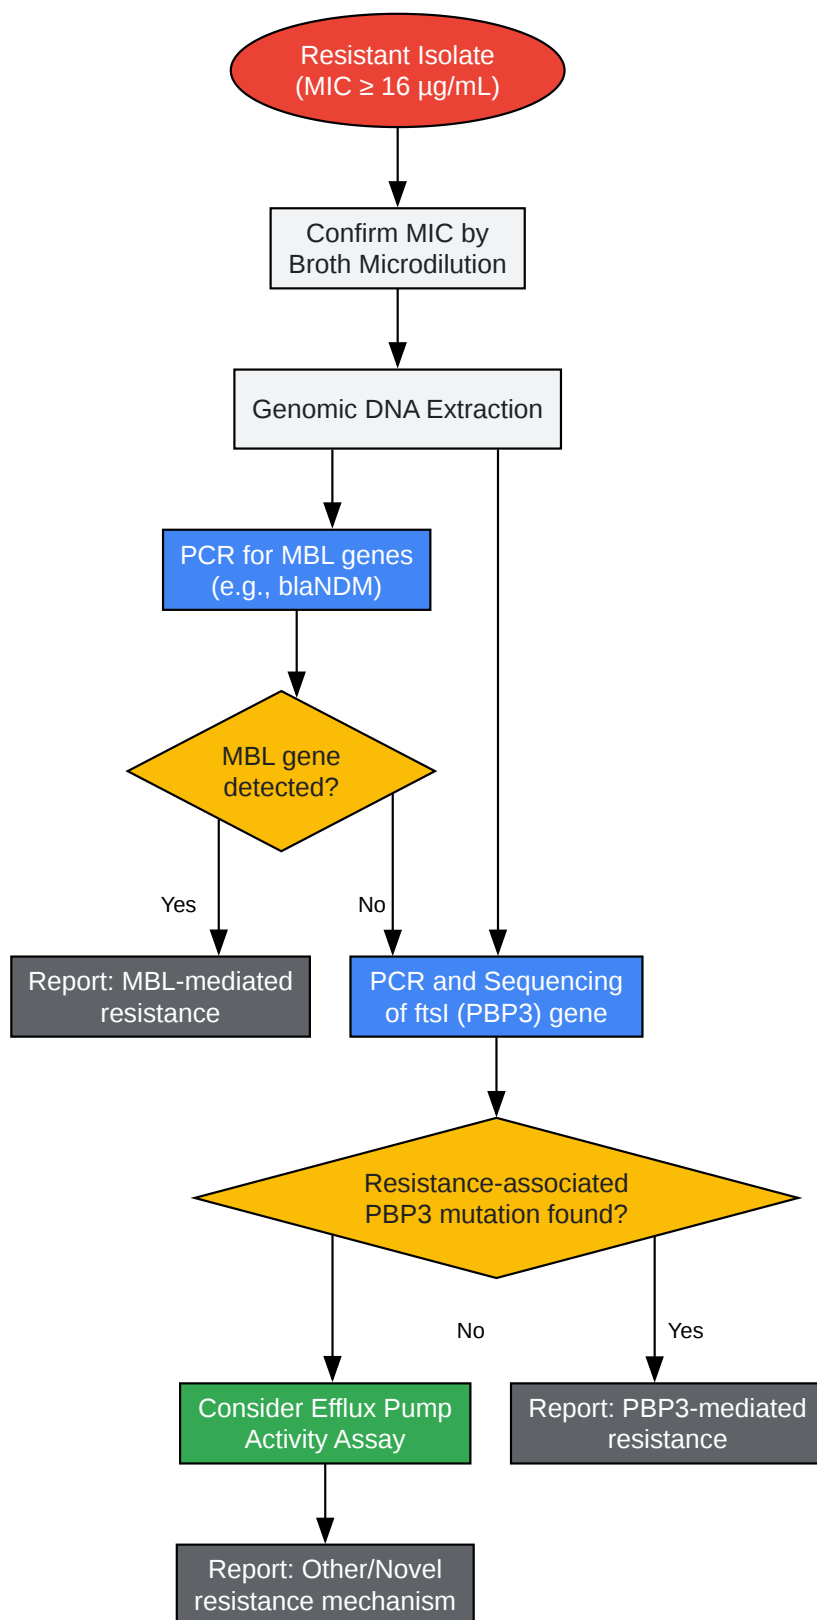 Resistant Isolate
(MIC ≥ 16 µg/mL)
Confirm MIC by
Broth Microdilution
Genomic DNA Extraction
PCR for MBL genes
(e.g., blaNDM)
MBL gene
detected?
Yes
No
Report: MBL-mediated
resistance
PCR and Sequencing
of ftsI (PBP3) gene
Resistance-associated
PBP3 mutation found?
No
Yes
Consider Efflux Pump
Activity Assay
Report: PBP3-mediated
resistance
Report: Other/Novel
resistance mechanism